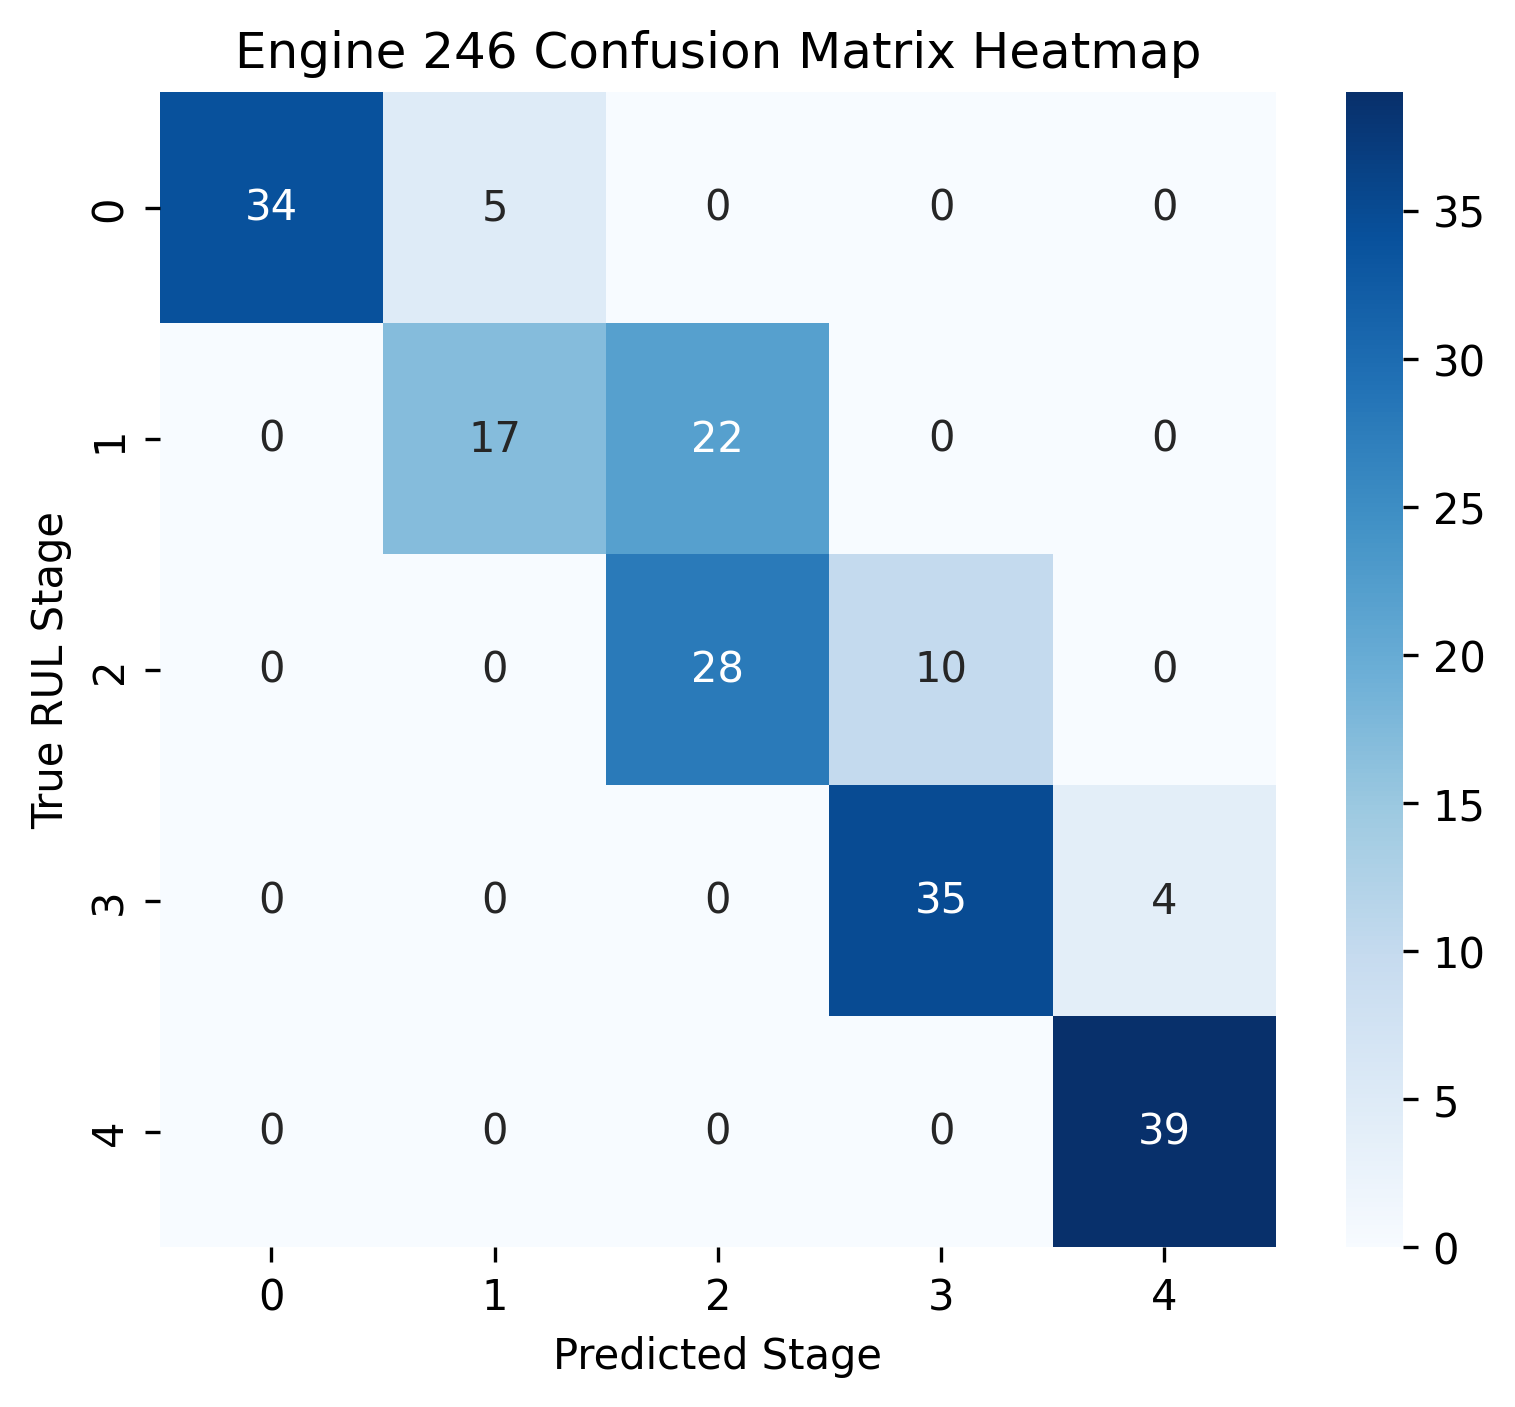 Engine 246 Confusion Matrix Heatmap
0 34 5 0 0 0
1 0 17 22 0 0
2 0 0 28 10 0
3 0 0 0 35 4
4 0 0 0 0 39
0 1 2 3 4
Predicted Stage
True RUL Stage
35
30
25
20
15
10
5
0